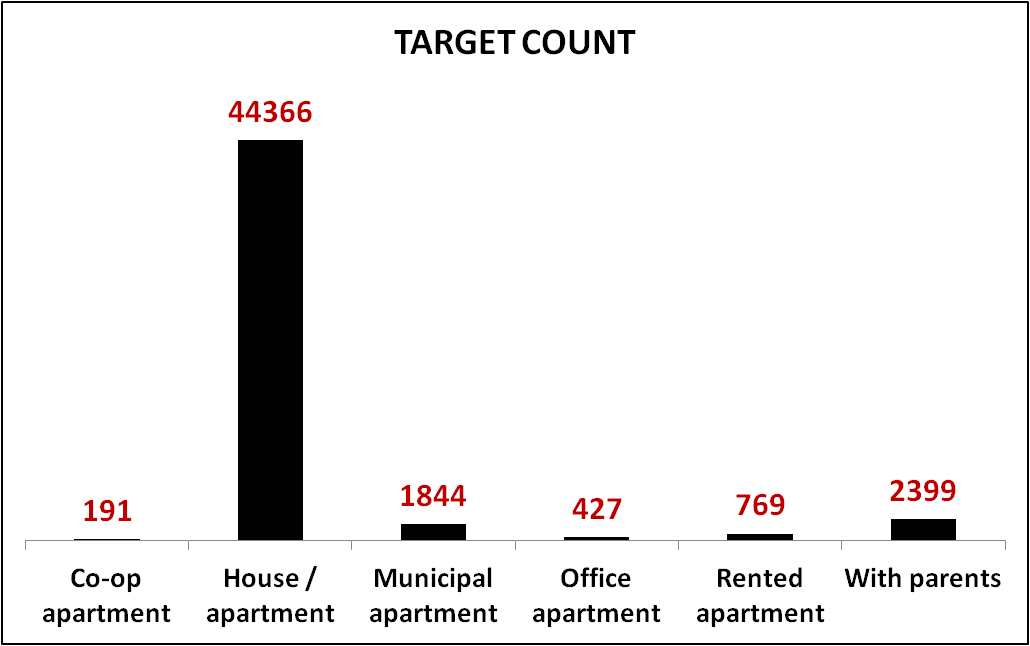 TARGET COUNT
44366
191
1844
427
769
2399
Co-op
apartment
House /
apartment
Municipal
apartment
Office
apartment
Rented
apartment
With parents